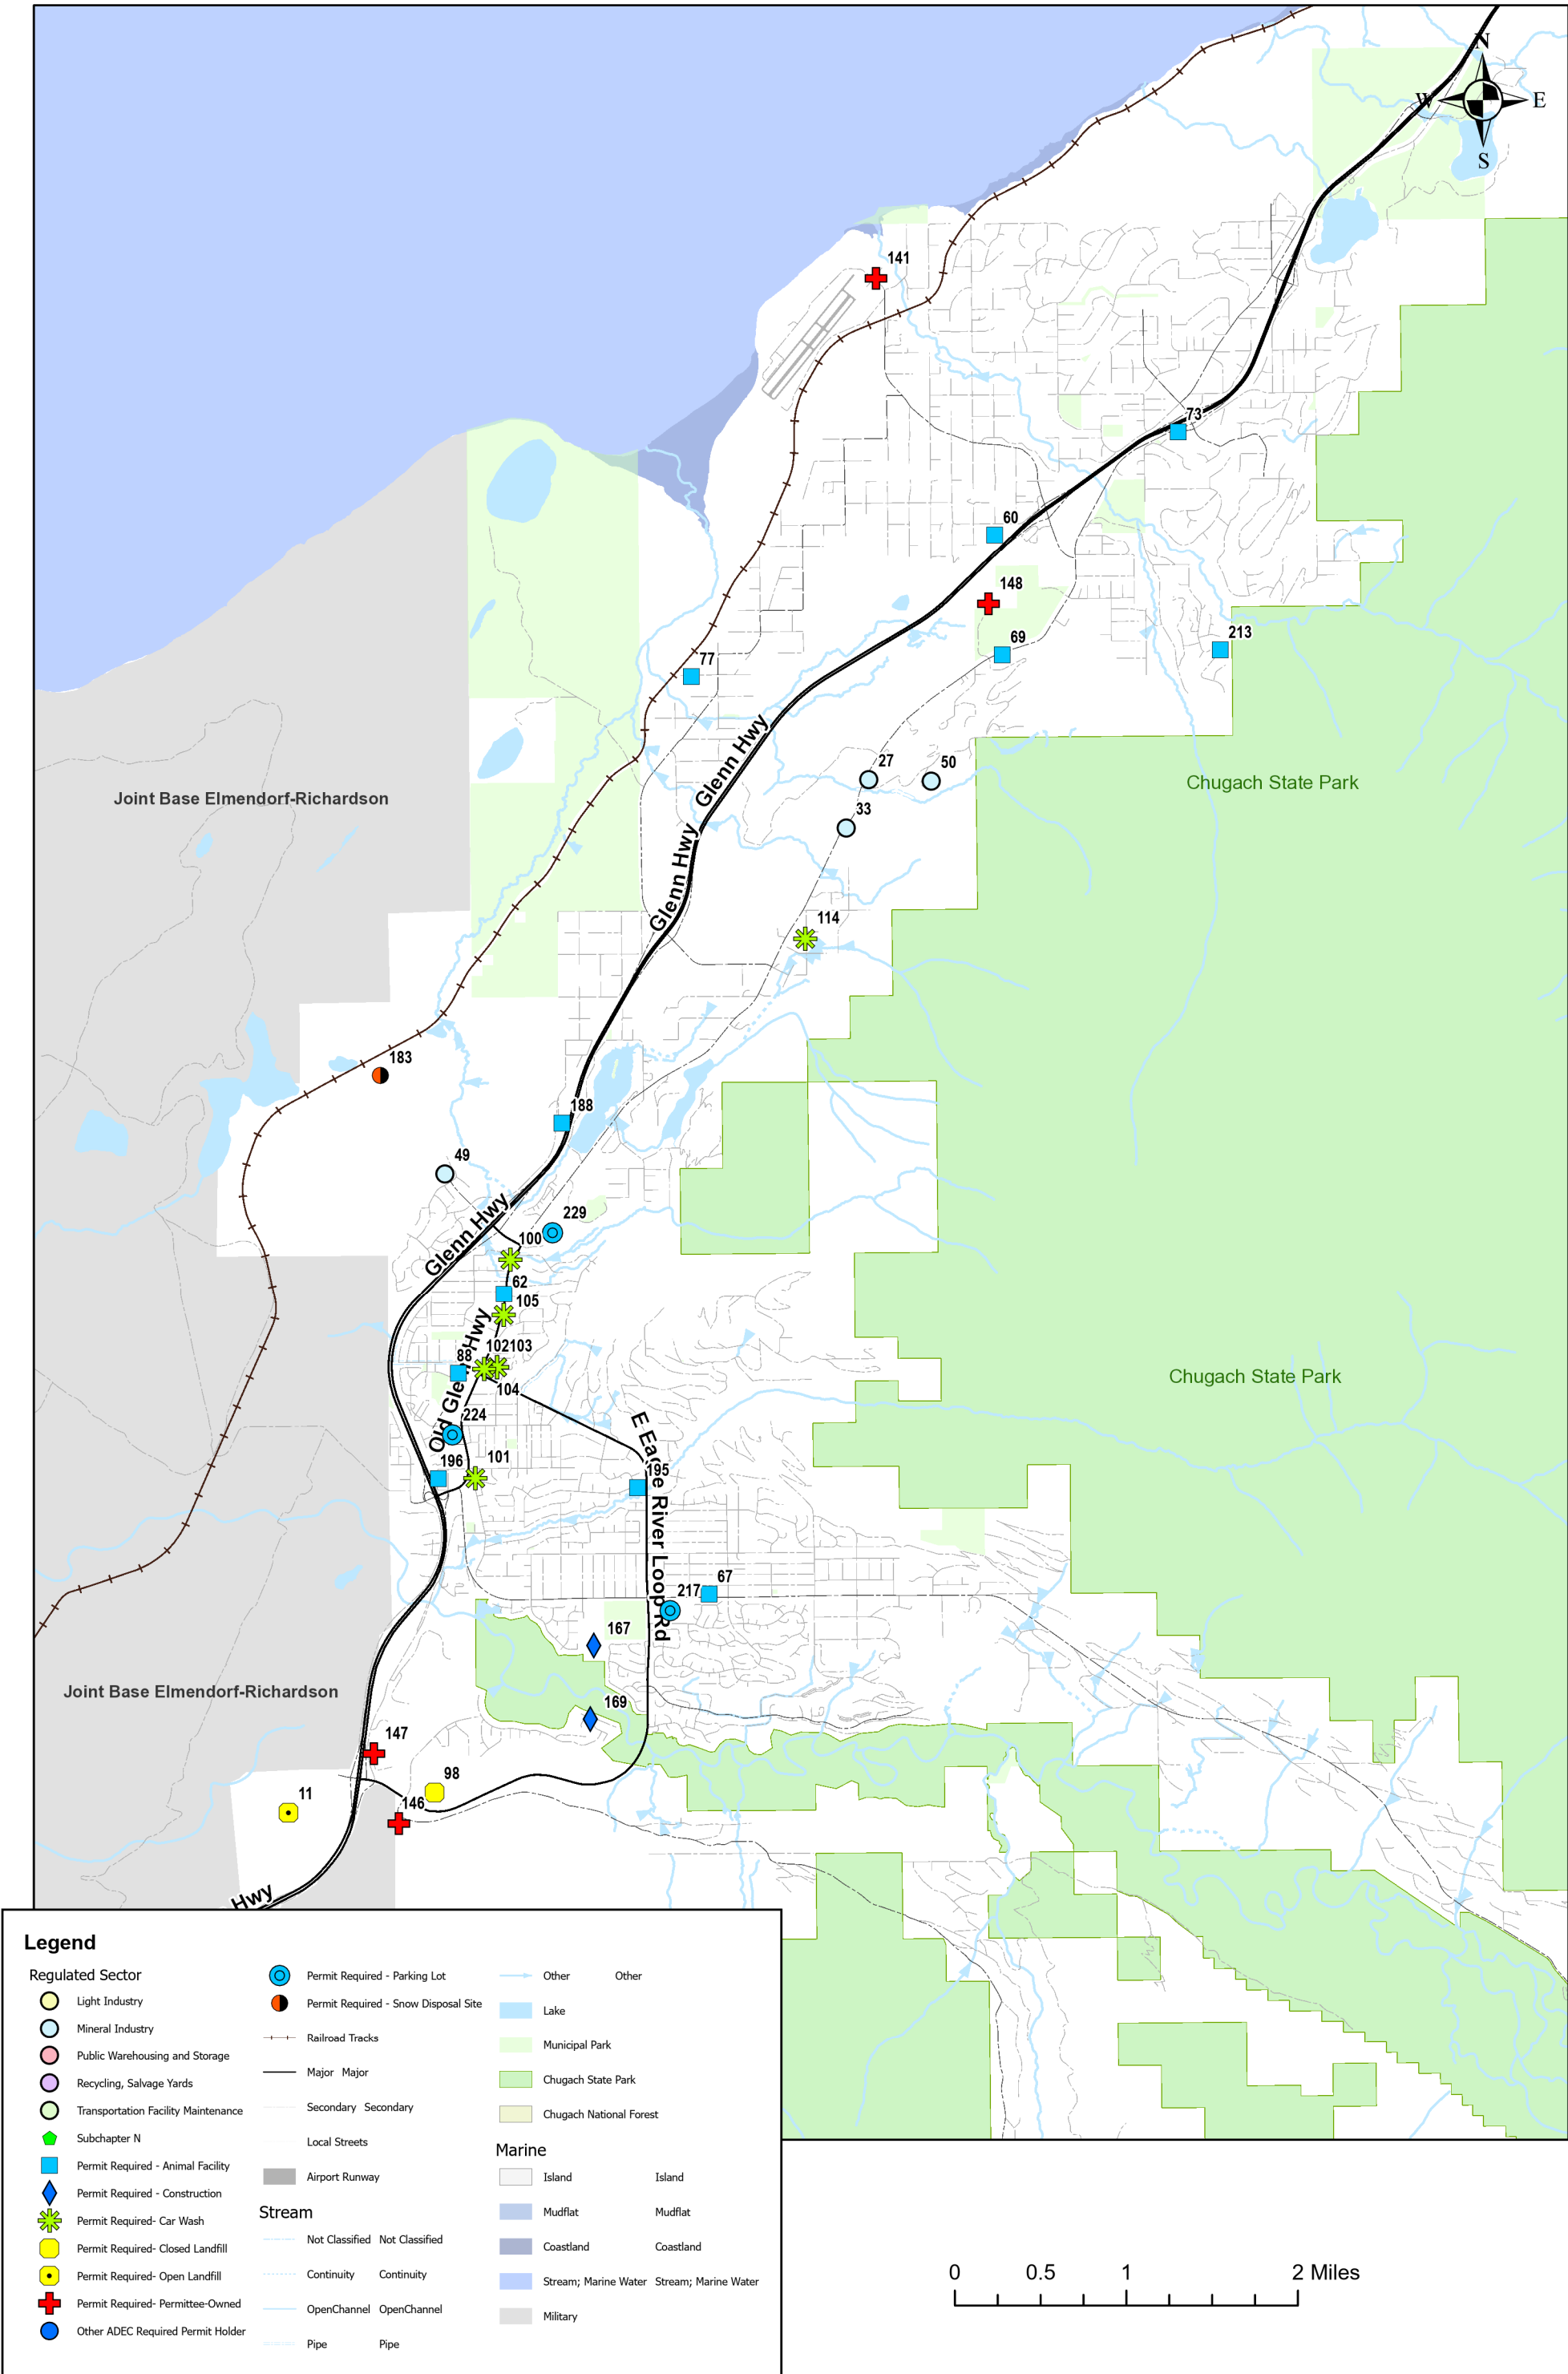 N
W E
S
141
73
60
148
213
69
77
Glenn Hwy
27
50
Chugach State Park
Joint Base Elmendorf-Richardson
33
Glenn Hwy
114
183
188
49
Glenn Hwy
229
100
62
105
Old Glenn Hwy
102 103
88
104
Chugach State Park
224
E Eagle River Loop Rd
101
196
195
67
217
167
Joint Base Elmendorf-Richardson
169
147
98
11
146
Hwy
Legend
Regulated Sector
Light Industry
Mineral Industry
Public Warehousing and Storage
Recycling, Salvage Yards
Transportation Facility Maintenance
Subchapter N
Permit Required - Animal Facility
Permit Required - Construction
Permit Required- Car Wash
Permit Required- Closed Landfill
Permit Required- Open Landfill
Permit Required- Permittee-Owned
Other ADEC Required Permit Holder
Permit Required - Parking Lot
Permit Required - Snow Disposal Site
Railroad Tracks
Major Major
Secondary Secondary
Local Streets
Airport Runway
Stream
Not Classified Not Classified
Continuity Continuity
OpenChannel OpenChannel
Pipe Pipe
Other Other
Lake
Municipal Park
Chugach State Park
Chugach National Forest
Marine
Island Island
Mudflat Mudflat
Coastland Coastland
Stream; Marine Water Stream; Marine Water
Military
0 0.5 1 2 Miles